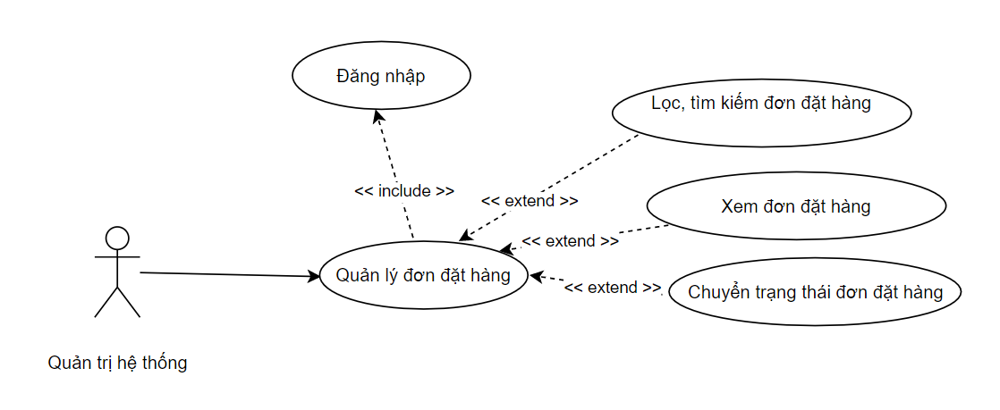 Đăng nhập
Lọc, tìm kiếm đơn đặt hàng
<< include >>
<< extend >>
Xem đơn đặt hàng
<< extend >>
Quản lý đơn đặt hàng
<< extend >>
Chuyển trạng thái đơn đặt hàng
Quản trị hệ thống